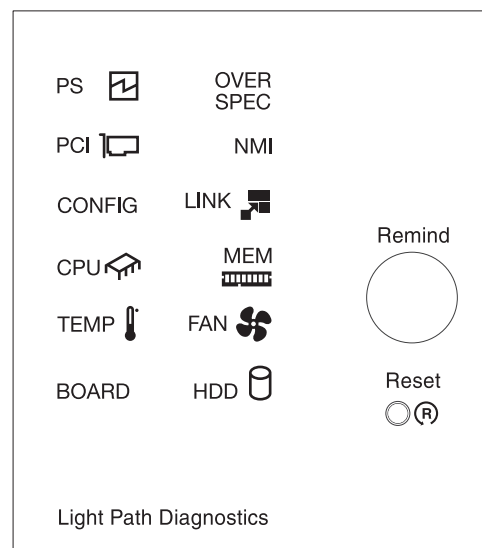 PS
OVER
SPEC
PCI
NMI
CONFIG
LINK
Remind
CPU
MEM
TEMP
FAN
Reset
BOARD
HDD
R
Light Path Diagnostics